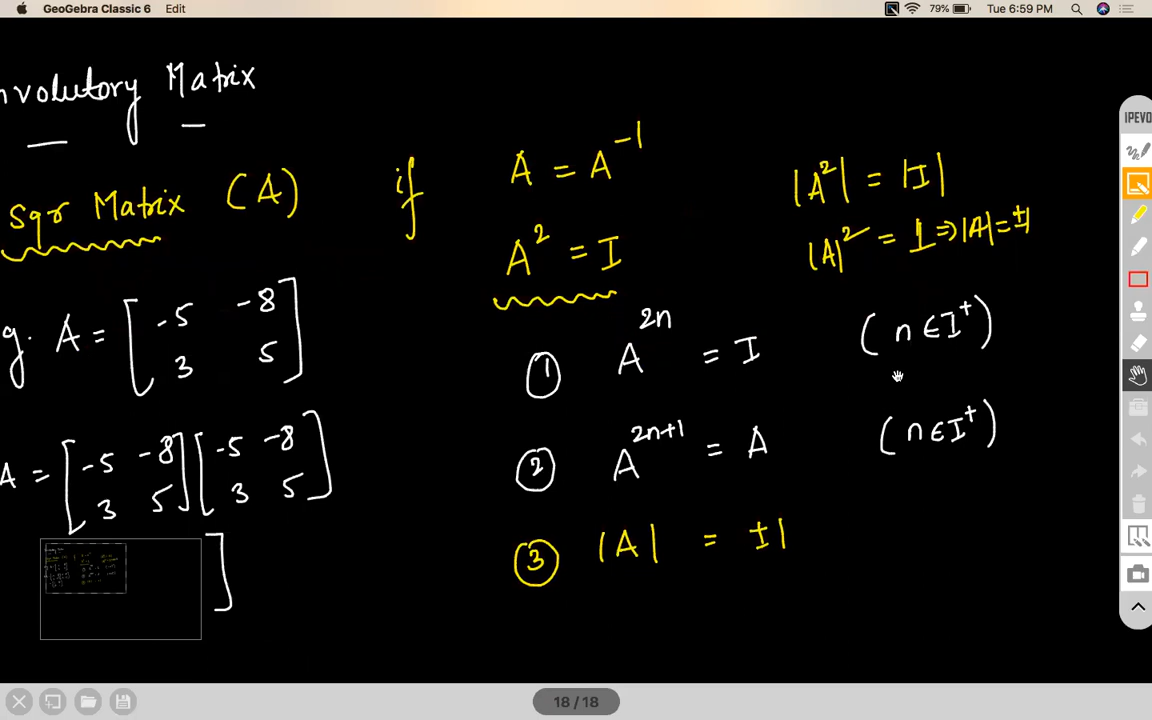 GeoGebra Classic 6 Edit 79% Tue 6:59 PM
nvolutory Matrix
IPEVO
Sqr Matrix (A) if A = A⁻¹ |A²| = |I|
A² = I |A|² = 1 ⇒ |A| = ±1
g. A = [-5 -8
3 5]
① A²ⁿ = I (n ∈ I⁺)
② A²ⁿ⁺¹ = A (n ∈ I⁺)
A = [-5 -8
3 5] [-5 -8
3 5]
③ |A| = ±1
]
18 / 18